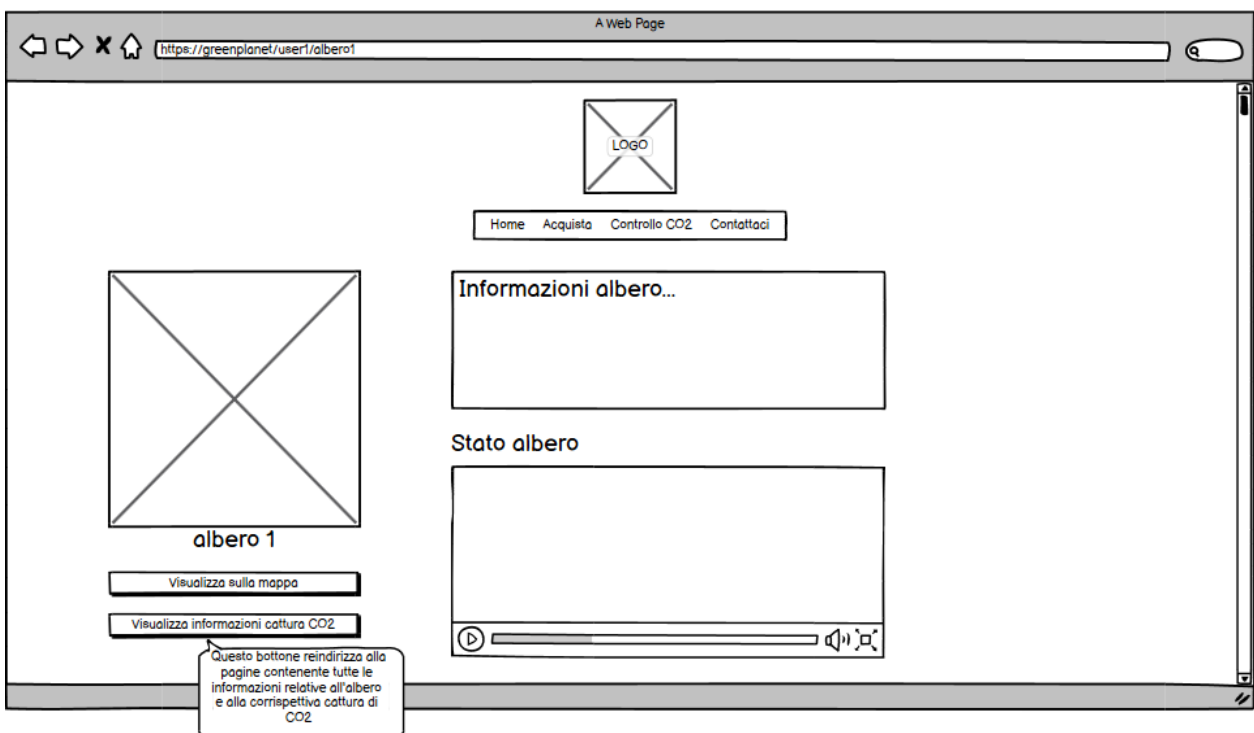 A Web Page
https://greenplanet/user1/albero1
LOGO
Home Acquista Controllo CO2 Contattaci
Informazioni albero...
Stato albero
albero 1
Visualizza sulla mappa
Visualizza informazioni cattura CO2
Questo bottone reindirizza alla
pagine contenente tutte le
informazioni relative all'albero
e alla corrispettiva cattura di
CO2